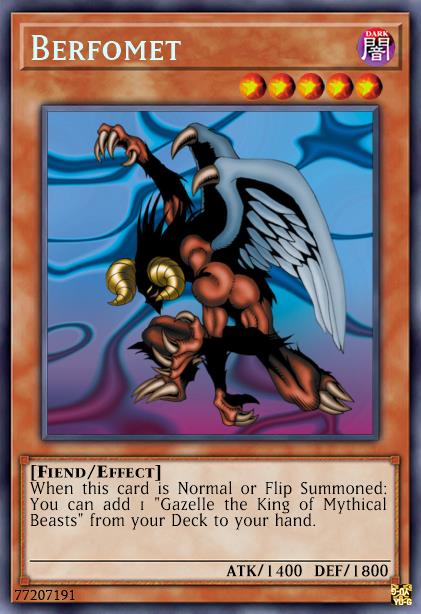 Berfomet
DARK
闇
[Fiend/Effect]
When this card is Normal or Flip Summoned:
You can add 1 "Gazelle the King of Mythical
Beasts" from your Deck to your hand.
ATK/1400 DEF/1800
77207191